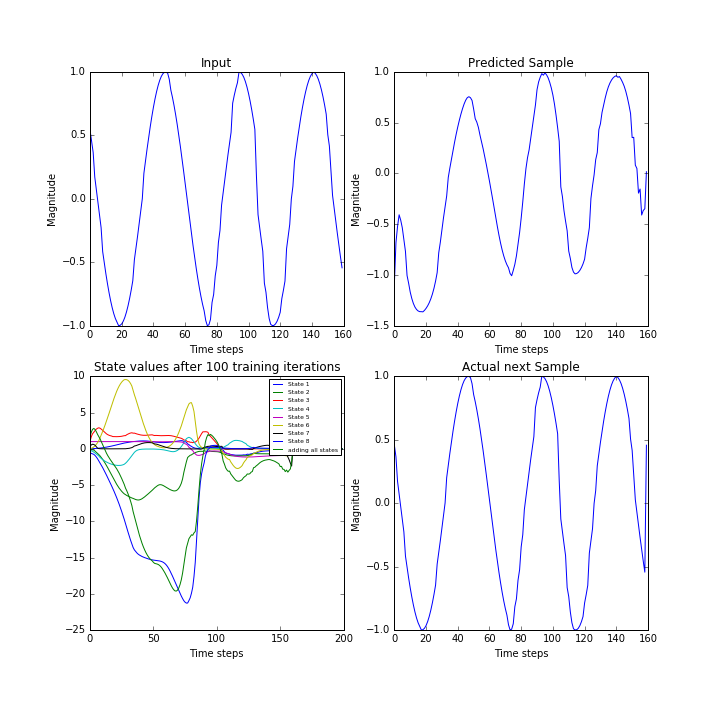 Input
Magnitude
1.0
0.5
0.0
−0.5
−1.0
0 20 40 60 80 100 120 140 160
Time steps
Predicted Sample
Magnitude
1.0
0.5
0.0
−0.5
−1.0
−1.5
0 20 40 60 80 100 120 140 160
Time steps
State values after 100 training iterations
Magnitude
10
5
0
−5
−10
−15
−20
−25
0 50 100 150 200
Time steps
State 1
State 2
State 3
State 4
State 5
State 6
State 7
State 8
adding all states
Actual next Sample
Magnitude
1.0
0.5
0.0
−0.5
−1.0
0 20 40 60 80 100 120 140 160
Time steps